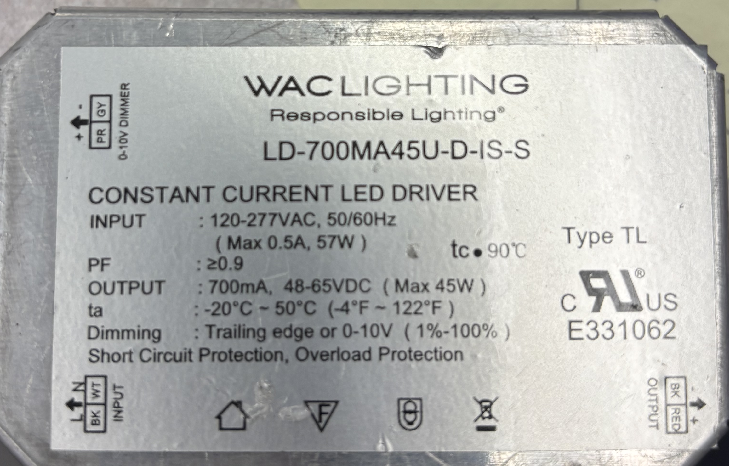 WAC LIGHTING
Responsible Lighting®
LD-700MA45U-D-IS-S
- +
GY PR
0-10V DIMMER
CONSTANT CURRENT LED DRIVER
INPUT : 120-277VAC, 50/60Hz
( Max 0.5A, 57W )
tc • 90℃
Type TL
PF : ≥0.9
OUTPUT : 700mA, 48-65VDC ( Max 45W )
ta : -20°C ~ 50°C (-4°F ~ 122°F )
Dimming : Trailing edge or 0-10V ( 1%-100% )
Short Circuit Protection, Overload Protection
C RU® US
E331062
L N
BK WT
INPUT
F
- +
BK RED
OUTPUT